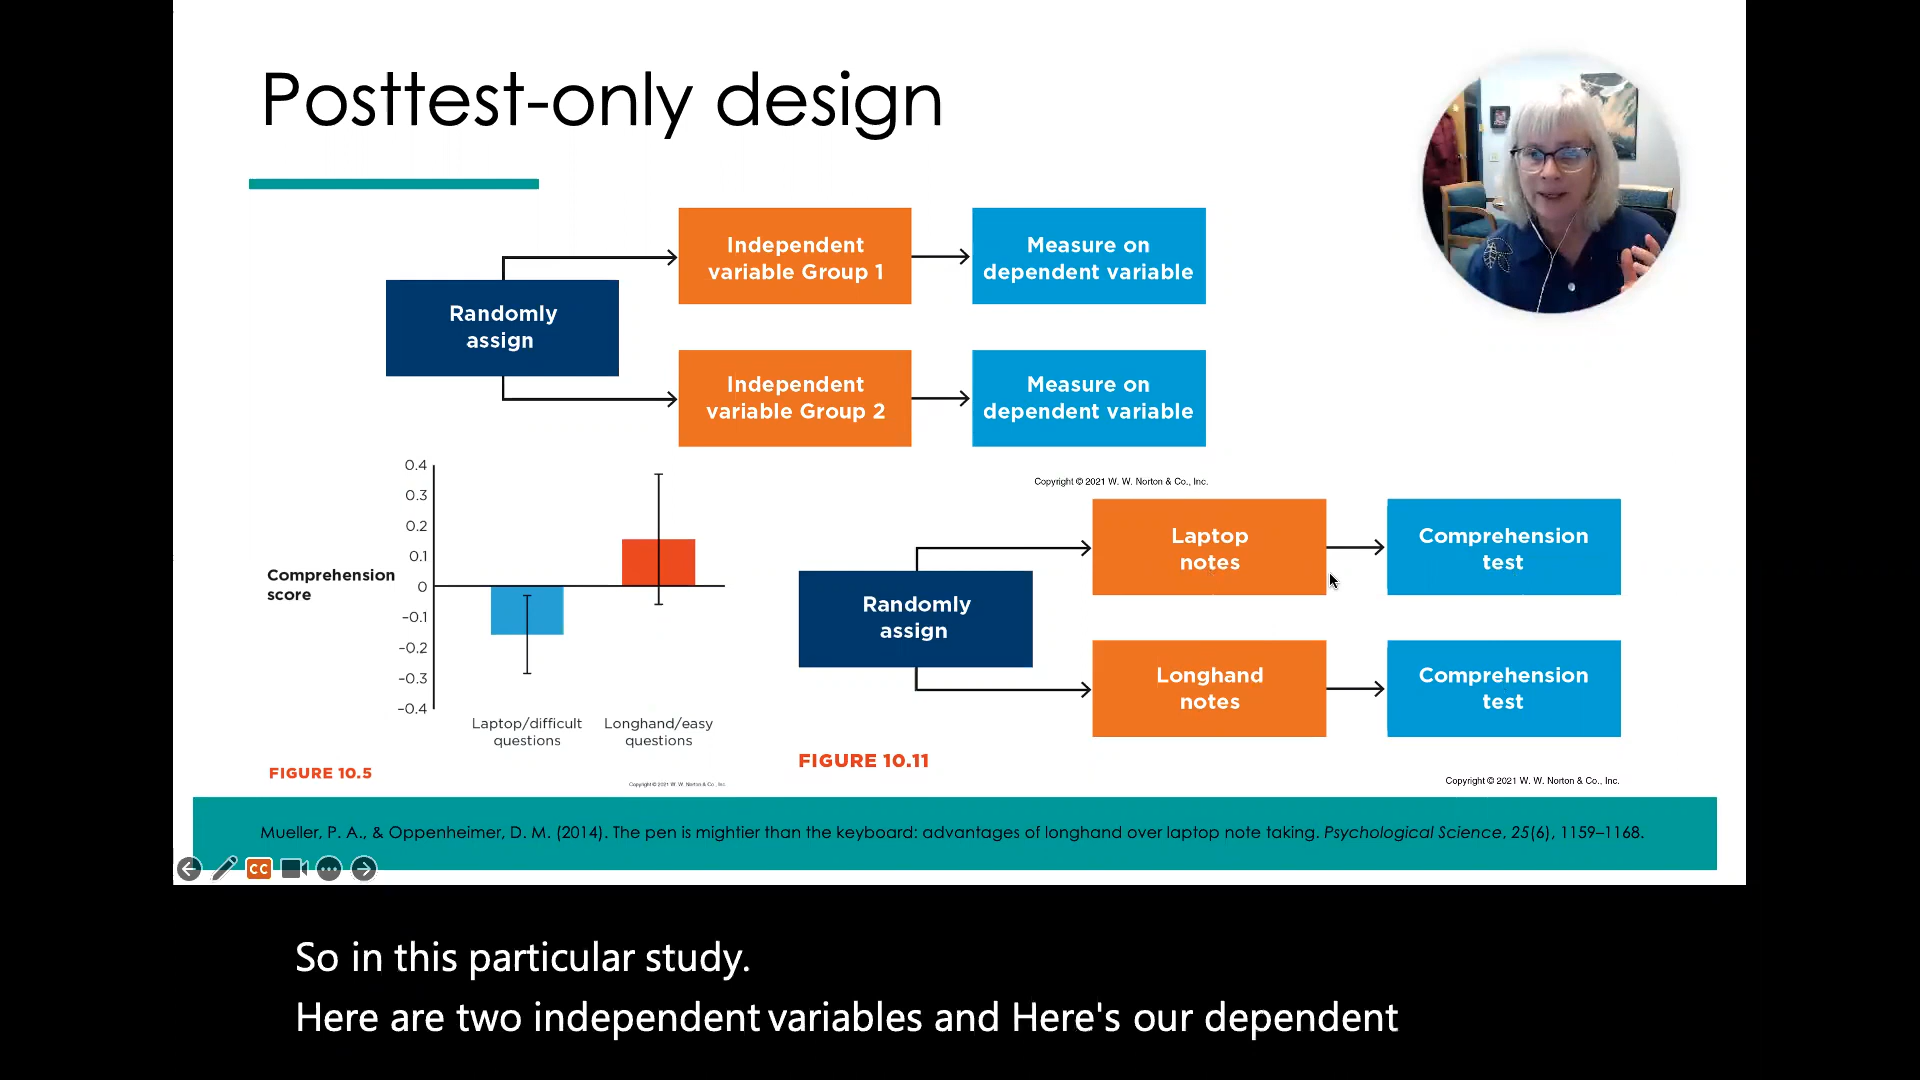 Posttest-only design
Independent
variable Group 1
Measure on
dependent variable
Randomly
assign
Independent
variable Group 2
Measure on
dependent variable
Copyright © 2021 W. W. Norton & Co., Inc.
0.4
0.3
0.2
0.1
0
–0.1
–0.2
–0.3
–0.4
Comprehension
score
Laptop/difficult
questions
Longhand/easy
questions
FIGURE 10.5
Copyright © 2021 W. W. Norton & Co., Inc.
Laptop
notes
Comprehension
test
Randomly
assign
Longhand
notes
Comprehension
test
FIGURE 10.11
Copyright © 2021 W. W. Norton & Co., Inc.
Mueller, P. A., & Oppenheimer, D. M. (2014). The pen is mightier than the keyboard: advantages of longhand over laptop note taking. Psychological Science, 25(6), 1159–1168.
CC
So in this particular study.
Here are two independent variables and Here's our dependent